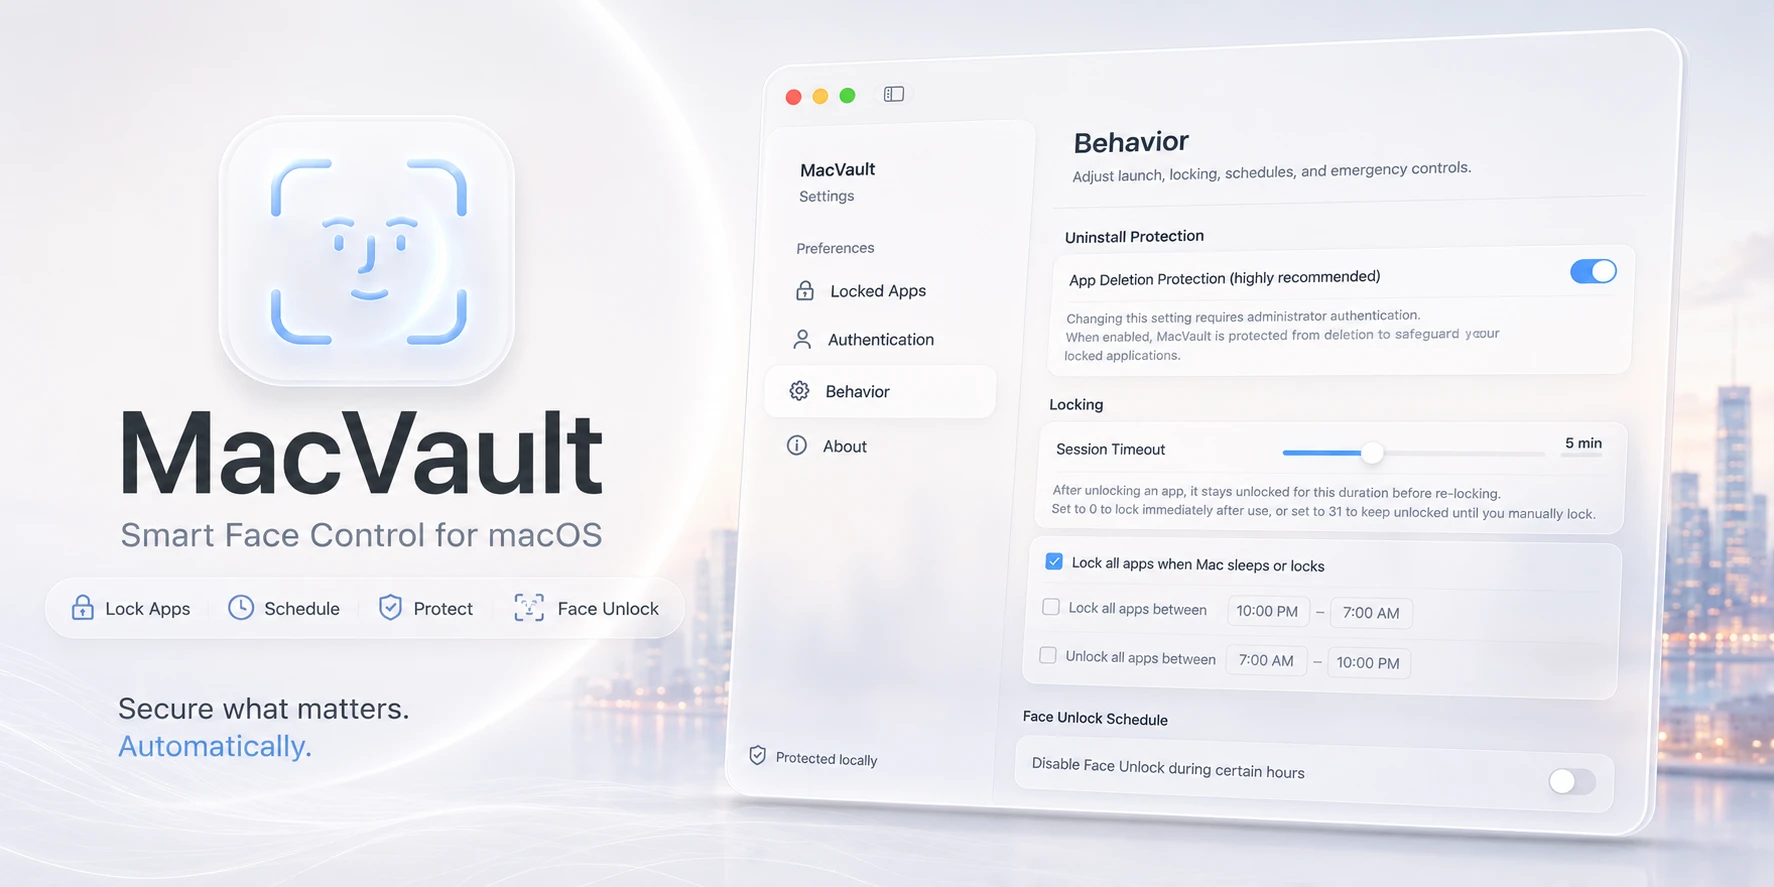 MacVault
Smart Face Control for macOS
Lock Apps
Schedule
Protect
Face Unlock
Secure what matters.
Automatically.
MacVault
Settings
Preferences
Locked Apps
Authentication
Behavior
About
Protected locally
Behavior
Adjust launch, locking, schedules, and emergency controls.
Uninstall Protection
App Deletion Protection (highly recommended)
Changing this setting requires administrator authentication.
When enabled, MacVault is protected from deletion to safeguard your
locked applications.
Locking
Session Timeout
5 min
After unlocking an app, it stays unlocked for this duration before re-locking.
Set to 0 to lock immediately after use, or set to 31 to keep unlocked until you manually lock.
Lock all apps when Mac sleeps or locks
Lock all apps between 10:00 PM – 7:00 AM
Unlock all apps between 7:00 AM – 10:00 PM
Face Unlock Schedule
Disable Face Unlock during certain hours